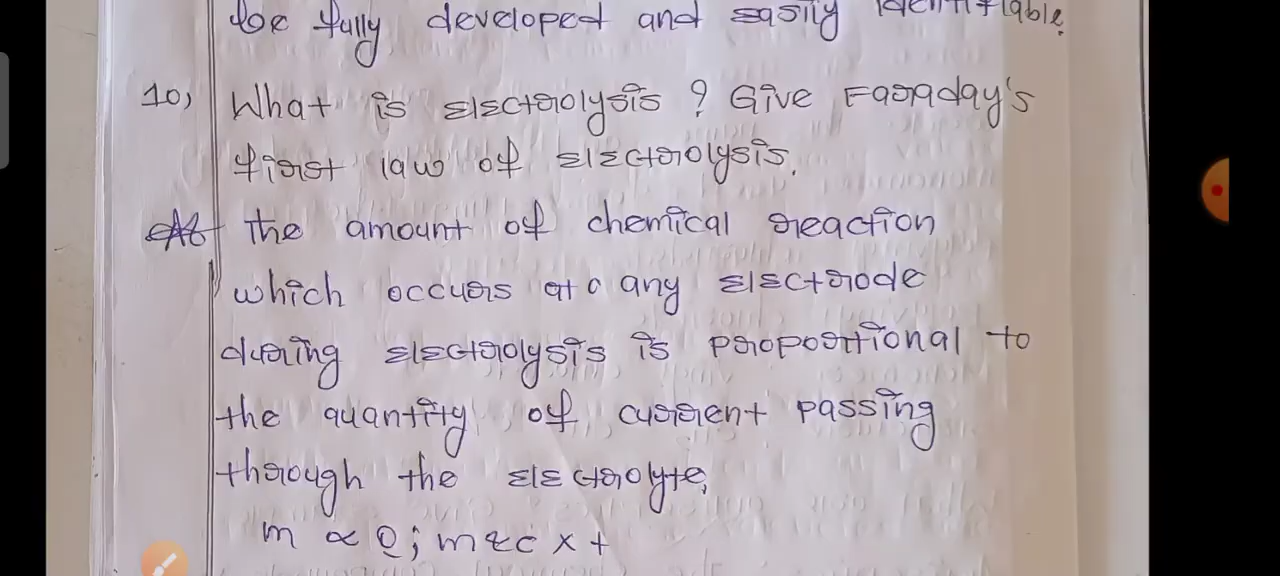 be fully developed and easily identifiable.
10, What is electrolysis? Give Faraday's
first law of electrolysis.
The amount of chemical reaction
which occurs at any electrode
during electrolysis is proportional to
the quantity of current passing
through the electrolyte,
m ∝ Q; m ∝ c x t